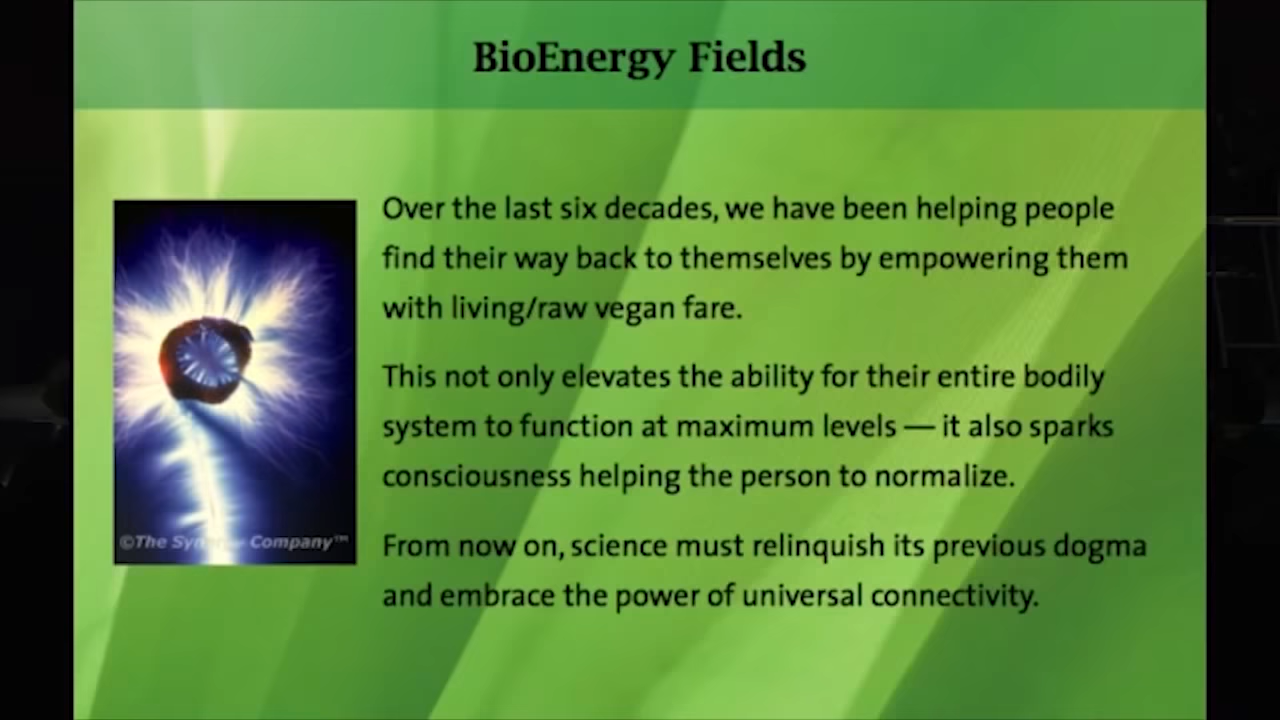 BioEnergy Fields
Over the last six decades, we have been helping people
find their way back to themselves by empowering them
with living/raw vegan fare.
This not only elevates the ability for their entire bodily
system to function at maximum levels — it also sparks
consciousness helping the person to normalize.
©The Company™
From now on, science must relinquish its previous dogma
and embrace the power of universal connectivity.